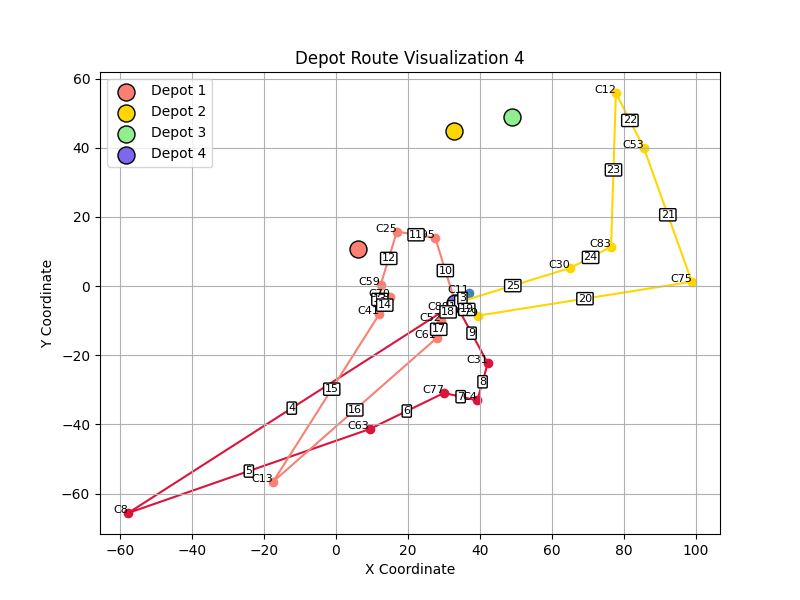 Depot Route Visualization 4
Depot 1
Depot 2
Depot 3
Depot 4
Y Coordinate
60
40
20
0
−20
−40
−60
−60
−40
−20
0
20
40
60
80
100
X Coordinate
C12
22
C53
23
21
C83
24
C30
25
C75
20
C25
11
12
10
C59
C41
14
C11
3
C52
18
17
C61
9
C31
8
C77
7
C4
6
C63
15
16
4
5
C13
C8